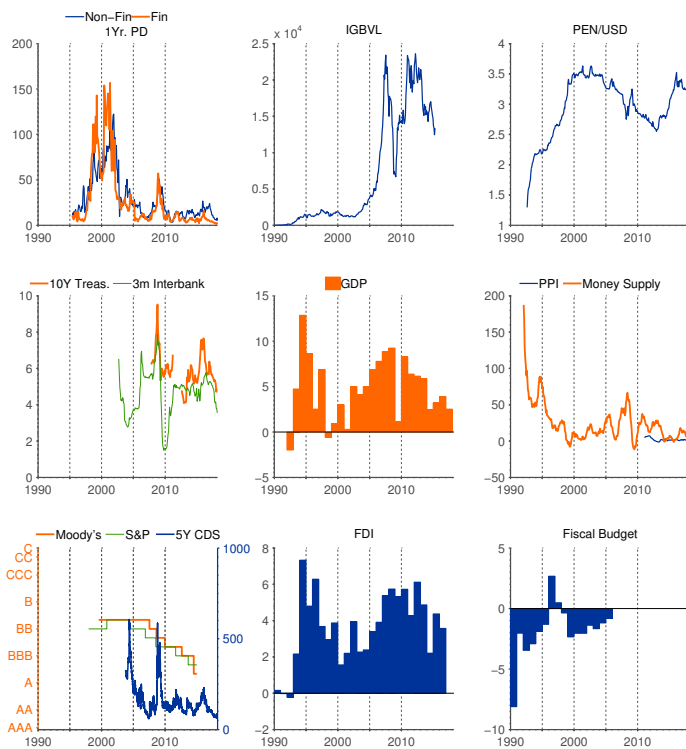 Non−Fin Fin
1Yr. PD
200
150
100
50
0
1990 2000 2010
IGBVL
2.5 x 10⁴
2
1.5
1
0.5
0
1990 2000 2010
PEN/USD
4
3.5
3
2.5
2
1.5
1
1990 2000 2010
10Y Treas. 3m Interbank
10
8
6
4
2
0
1990 2000 2010
GDP
15
10
5
0
−5
1990 2000 2010
PPI Money Supply
200
150
100
50
0
−50
1990 2000 2010
Moody's S&P 5Y CDS
C
CC
CCC
B
BB
BBB
A
AA
AAA
1000
500
0
1990 2000 2010
FDI
8
6
4
2
0
−2
1990 2000 2010
Fiscal Budget
5
0
−5
−10
1990 2000 2010